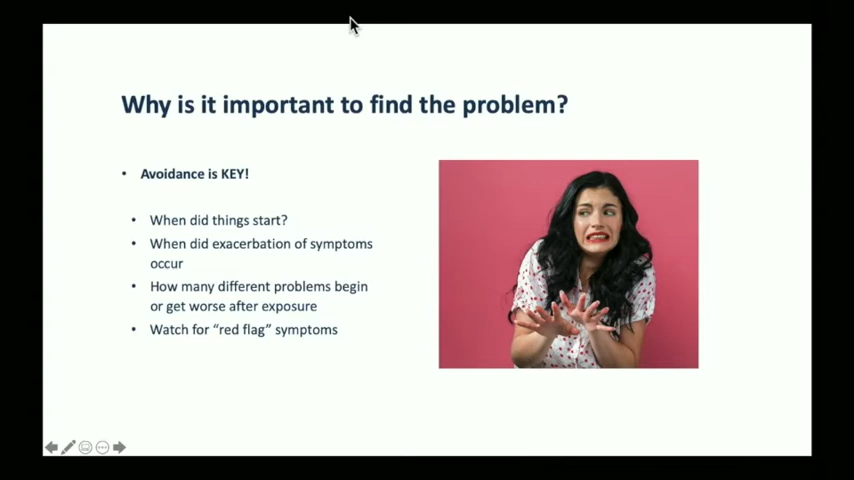 Why is it important to find the problem?
• Avoidance is KEY!
• When did things start?
• When did exacerbation of symptoms
occur
• How many different problems begin
or get worse after exposure
• Watch for “red flag” symptoms